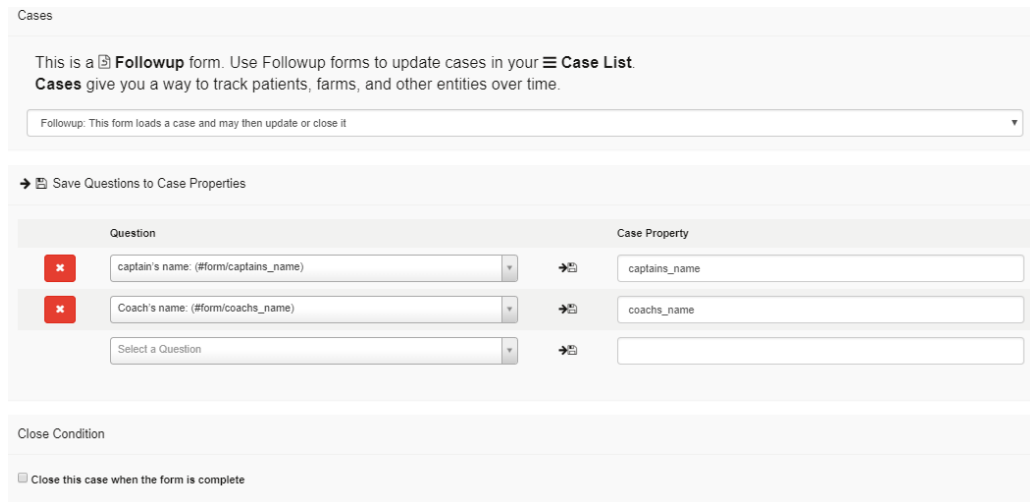 Cases
This is a Followup form. Use Followup forms to update cases in your Case List.
Cases give you a way to track patients, farms, and other entities over time.
Followup: This form loads a case and may then update or close it
Save Questions to Case Properties
Question Case Property
captain's name: (#form/captains_name) captains_name
Coach's name: (#form/coachs_name) coachs_name
Select a Question
Close Condition
Close this case when the form is complete